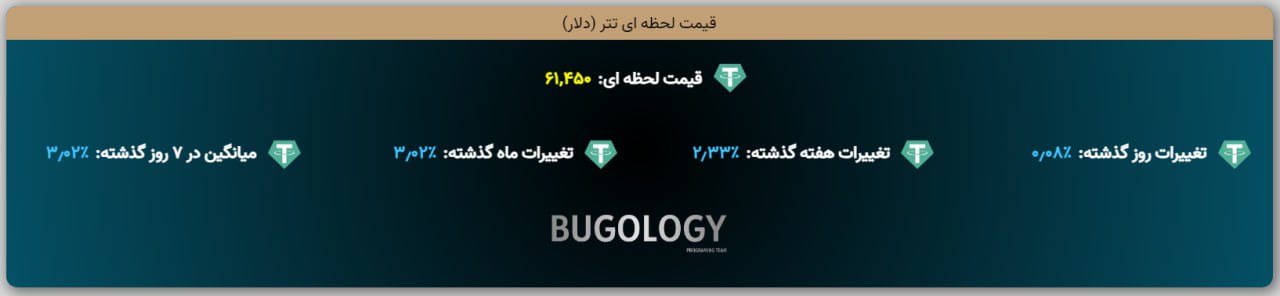 قیمت لحظه ای تتر (دلار)
قیمت لحظه ای: ۶۱,۴۵۰
تغییرات روز گذشته: ۰٫۰۸٪ تغییرات هفته گذشته: ۲٫۳۳٪ تغییرات ماه گذشته: ۳٫۰۲٪ میانگین در ۷ روز گذشته: ۳٫۰۲٪
BUGOLOGY
PROGRAMING TEAM